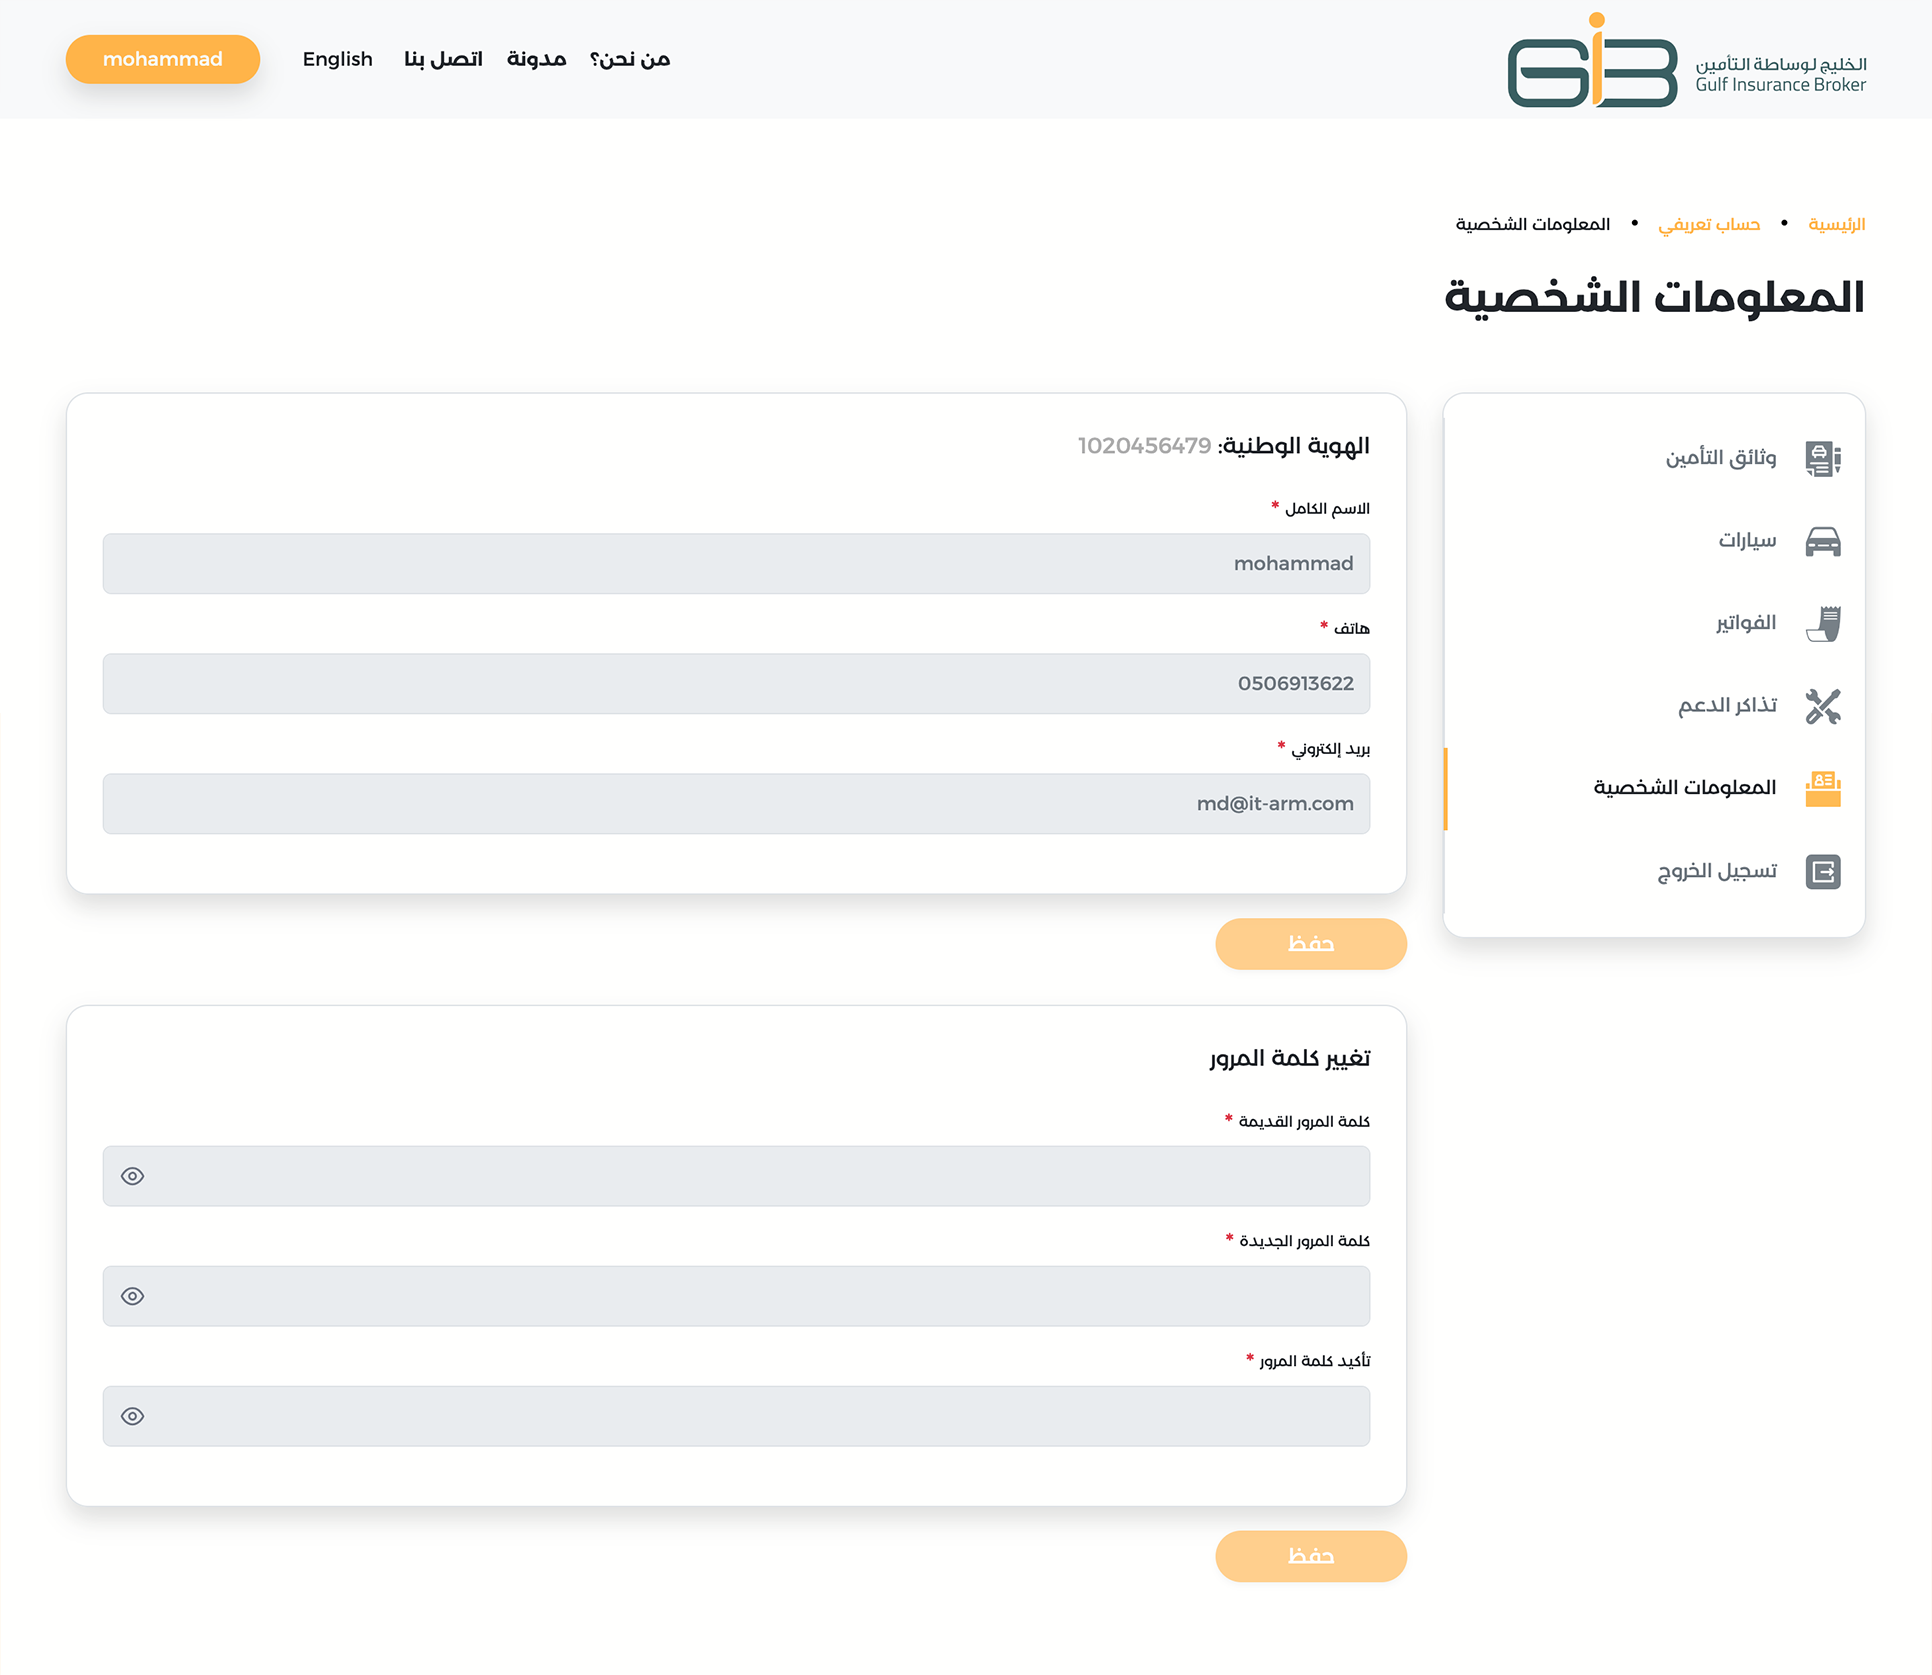 الخليج لوساطة التأمين
Gulf Insurance Broker
من نحن؟
مدونة
اتصل بنا
English
mohammad
الرئيسية • حساب تعريفي • المعلومات الشخصية
المعلومات الشخصية
وثائق التأمين
سيارات
الفواتير
تذاكر الدعم
المعلومات الشخصية
تسجيل الخروج
الهوية الوطنية: 1020456479
الاسم الكامل *
mohammad
هاتف *
0506913622
بريد إلكتروني *
md@it-arm.com
حفظ
تغيير كلمة المرور
كلمة المرور القديمة *
كلمة المرور الجديدة *
تأكيد كلمة المرور *
حفظ